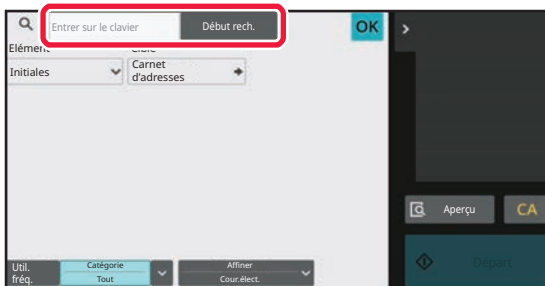 Entrer sur le clavier
Début rech.
OK
Elément
Cible
Initiales
Carnet
d'adresses
Aperçu
CA
Départ
Util.
fréq.
Catégorie
Tout
Affiner
Cour.élect.